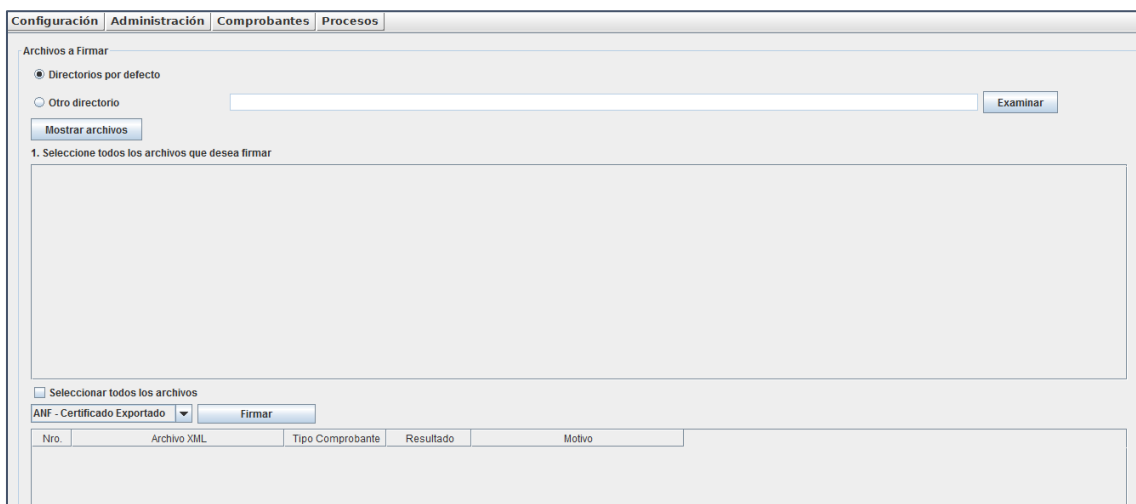 Configuración Administración Comprobantes Procesos
Archivos a Firmar
Directorios por defecto
Otro directorio Examinar
Mostrar archivos
1. Seleccione todos los archivos que desea firmar
Seleccionar todos los archivos
ANF - Certificado Exportado Firmar
Nro. Archivo XML Tipo Comprobante Resultado Motivo